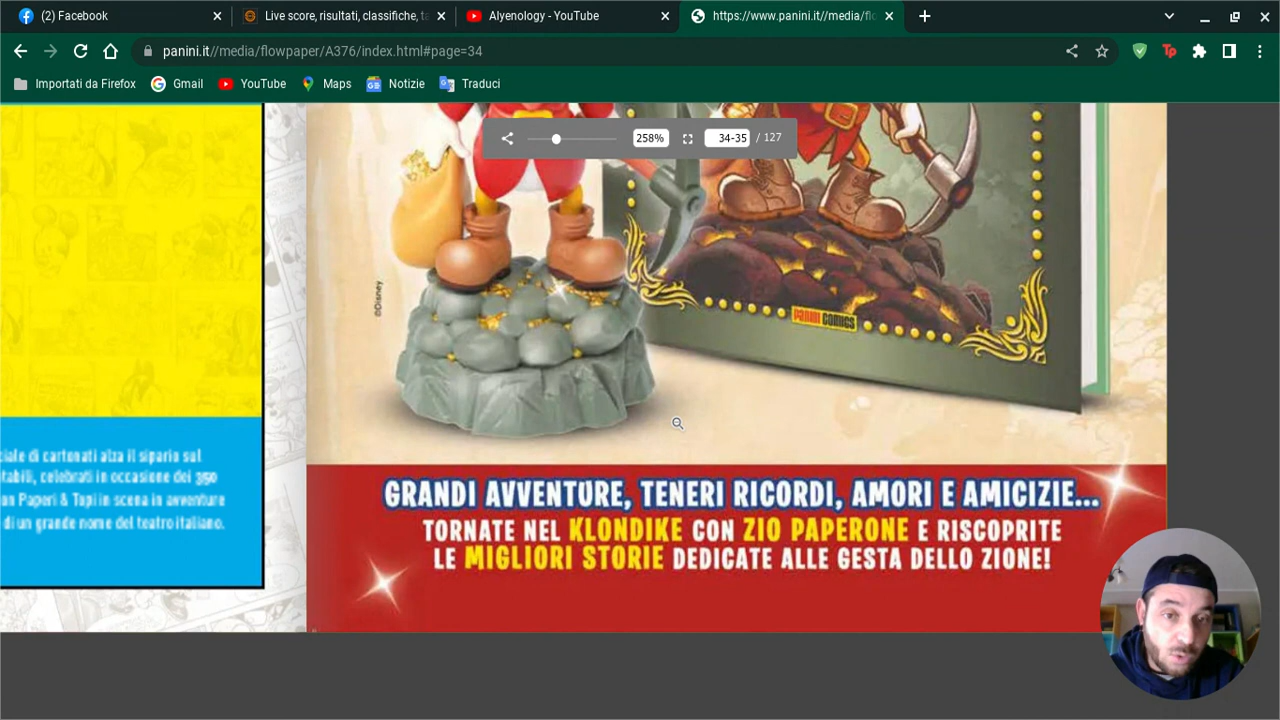 (2) Facebook
Live score, risultati, classifiche, ta
Alyenology - YouTube
https://www.panini.it//media/flo
panini.it//media/flowpaper/A376/index.html#page=34
Importati da Firefox
Gmail
YouTube
Maps
Notizie
Traduci
258%
34-35 / 127
©Disney
PANINI COMICS
ciale di cartonati alza il sipario sul
tabili, celebrati in occasione dei 350
on Paperi & Topi in scena in avventure
di un grande nome del teatro italiano.
GRANDI AVVENTURE, TENERI RICORDI, AMORI E AMICIZIE...
TORNATE NEL KLONDIKE CON ZIO PAPERONE E RISCOPRITE
LE MIGLIORI STORIE DEDICATE ALLE GESTA DELLO ZIONE!